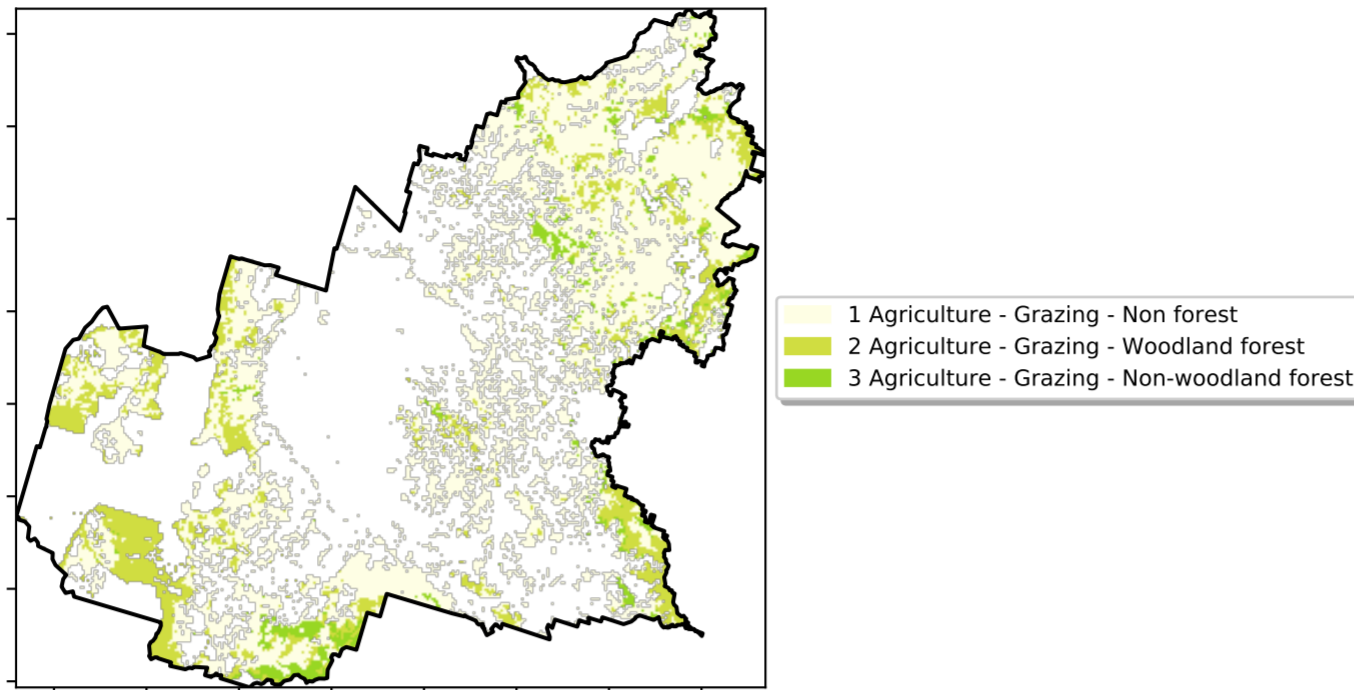 1 Agriculture - Grazing - Non forest
2 Agriculture - Grazing - Woodland forest
3 Agriculture - Grazing - Non-woodland forest